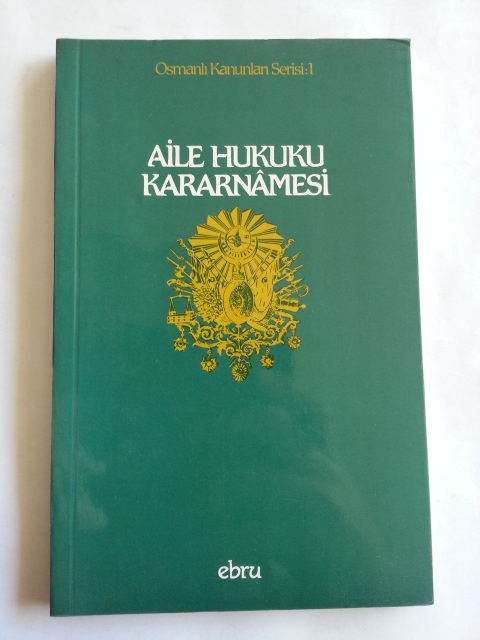 Osmanlı Kanunları Serisi:1
AİLE HUKUKU
KARARNÂMESİ
ebru